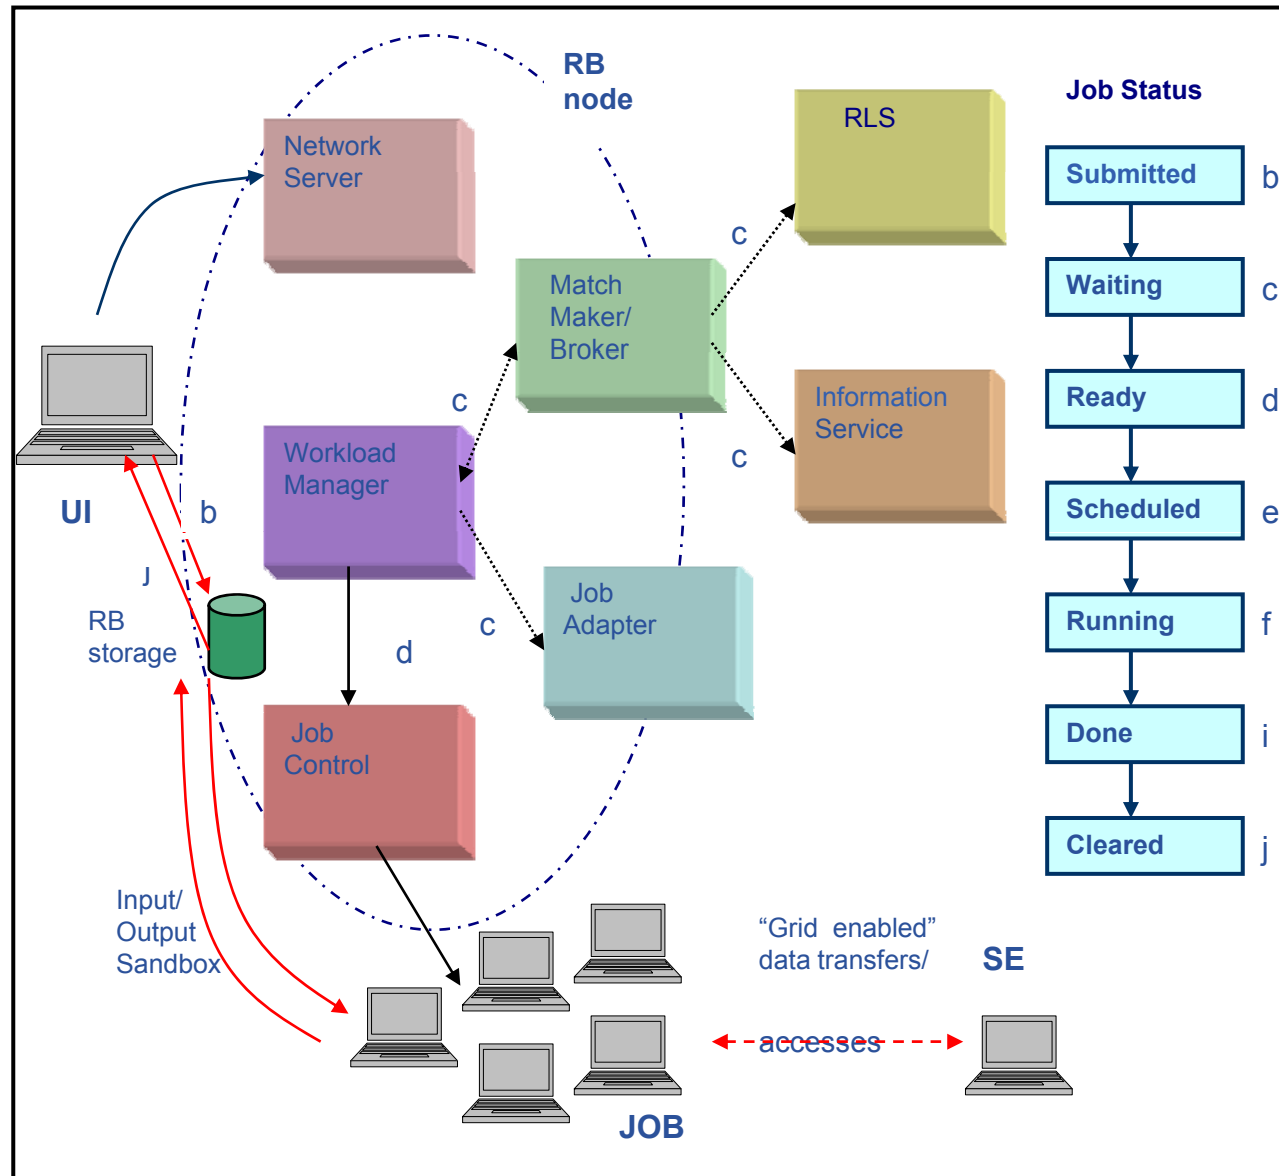 RB
node
Job Status
Network
Server
RLS
Submitted
b
c
Match
Maker/
Broker
Waiting
c
Information
Service
Ready
d
c
c
Workload
Manager
UI
b
Scheduled
e
J
RB
storage
d
c
Job
Adapter
Running
f
Job
Control
Done
i
Cleared
j
Input/
Output
Sandbox
“Grid enabled”
data transfers/
accesses
SE
JOB